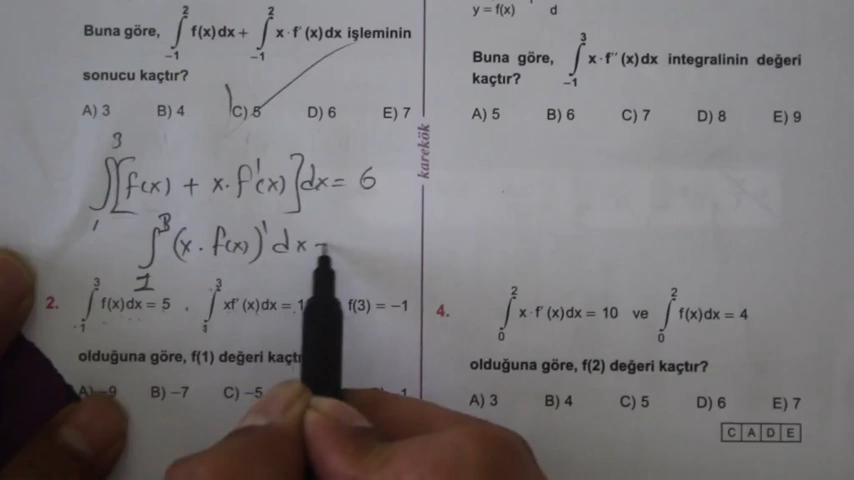 Buna göre, ∫₋₁² f(x)dx + ∫₋₁² x · f'(x)dx işleminin
sonucu kaçtır?
A) 3 B) 4 C) 5 D) 6 E) 7
∫₁³ [f(x) + x. f'(x)]dx = 6
∫₁³ (x . f(x))' dx =
2. ∫₁³ f(x)dx = 5 , ∫₁³ xf'(x)dx = 1 f(3) = −1
olduğuna göre, f(1) değeri
A) −9 B) −7 C) −5
karekök
y = f(x) d
Buna göre, ∫₋₁³ x · f''(x)dx integralinin değeri
kaçtır?
A) 5 B) 6 C) 7 D) 8 E) 9
4. ∫₀² x · f'(x)dx = 10 ve ∫₀² f(x)dx = 4
olduğuna göre, f(2) değeri kaçtır?
A) 3 B) 4 C) 5 D) 6 E) 7
C A D E